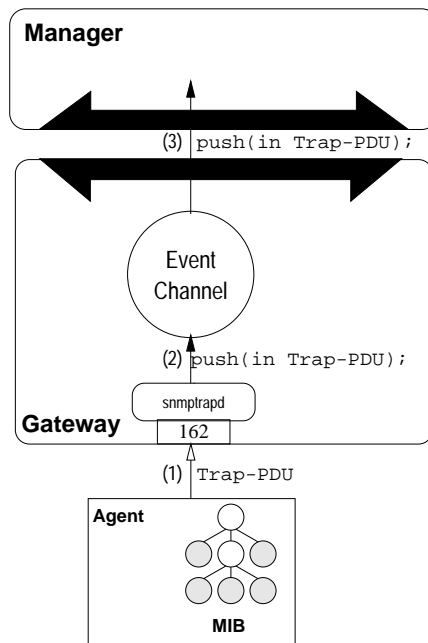 Manager
(3) push(in Trap-PDU);
Event
Channel
(2) push(in Trap-PDU);
snmptrapd
Gateway
162
(1) Trap-PDU
Agent
MIB